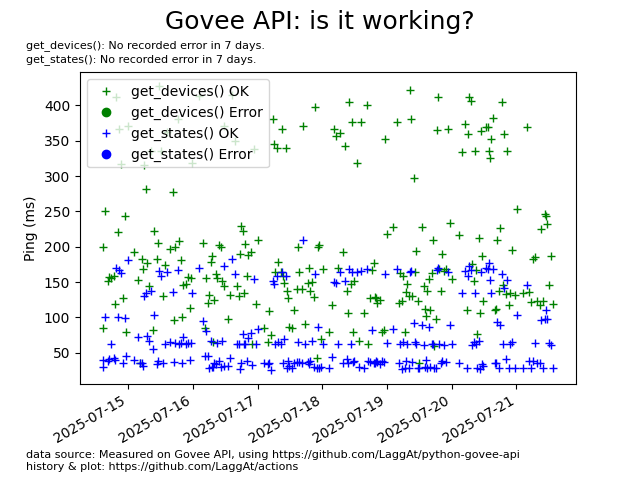 Govee API: is it working?
get_devices(): No recorded error in 7 days.
get_states(): No recorded error in 7 days.
get_devices() OK
get_devices() Error
get_states() OK
get_states() Error
Ping (ms)
400
350
300
250
200
150
100
50
2025-07-15
2025-07-16
2025-07-17
2025-07-18
2025-07-19
2025-07-20
2025-07-21
data source: Measured on Govee API, using https://github.com/LaggAt/python-govee-api
history & plot: https://github.com/LaggAt/actions